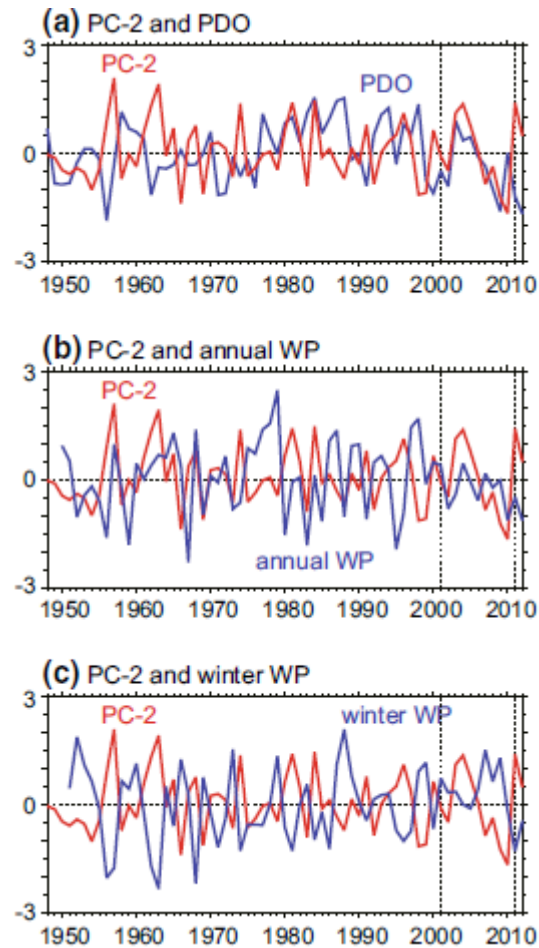 (a) PC-2 and PDO
3
PC-2
PDO
0
-3
1950 1960 1970 1980 1990 2000 2010
(b) PC-2 and annual WP
3
PC-2
0
annual WP
-3
1950 1960 1970 1980 1990 2000 2010
(c) PC-2 and winter WP
3
PC-2 winter WP
0
-3
1950 1960 1970 1980 1990 2000 2010